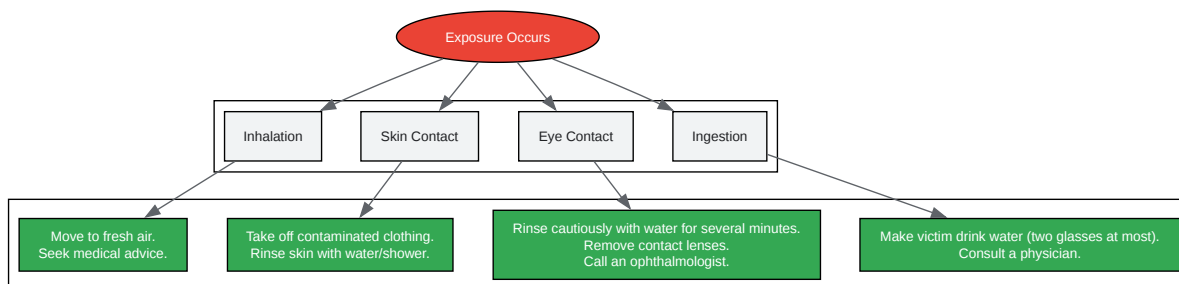 Exposure Occurs
Inhalation
Skin Contact
Eye Contact
Ingestion
Move to fresh air.
Seek medical advice.
Take off contaminated clothing.
Rinse skin with water/shower.
Rinse cautiously with water for several minutes.
Remove contact lenses.
Call an ophthalmologist.
Make victim drink water (two glasses at most).
Consult a physician.